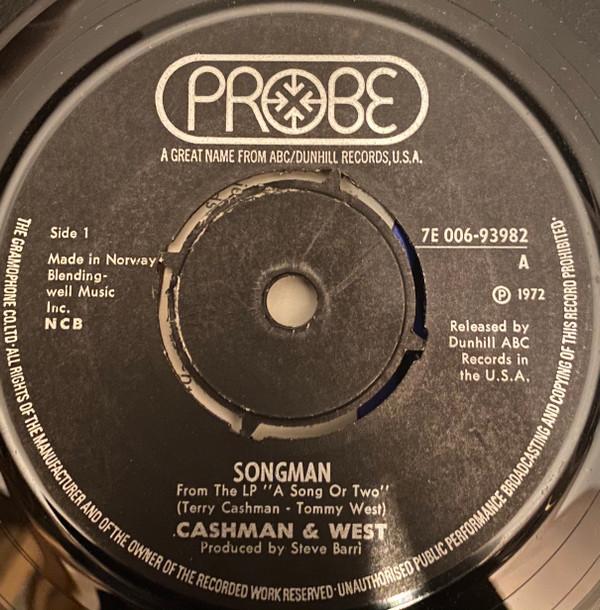 PROBE
A GREAT NAME FROM ABC/DUNHILL RECORDS, U.S.A.
Side 1
Made in Norway
Blending-
well Music
Inc.
NCB
7E 006-93982
A
Ⓟ 1972
Released by
Dunhill ABC
Records in
the U.S.A.
SONGMAN
From The LP "A Song Or Two"
(Terry Cashman - Tommy West)
CASHMAN & WEST
Produced by Steve Barri
THE GRAMOPHONE CO. LTD · ALL RIGHTS OF THE MANUFACTURER AND OF THE OWNER OF THE RECORDED WORK RESERVED · UNAUTHORISED PUBLIC PERFORMANCE BROADCASTING AND COPYING OF THIS RECORD PROHIBITED ·